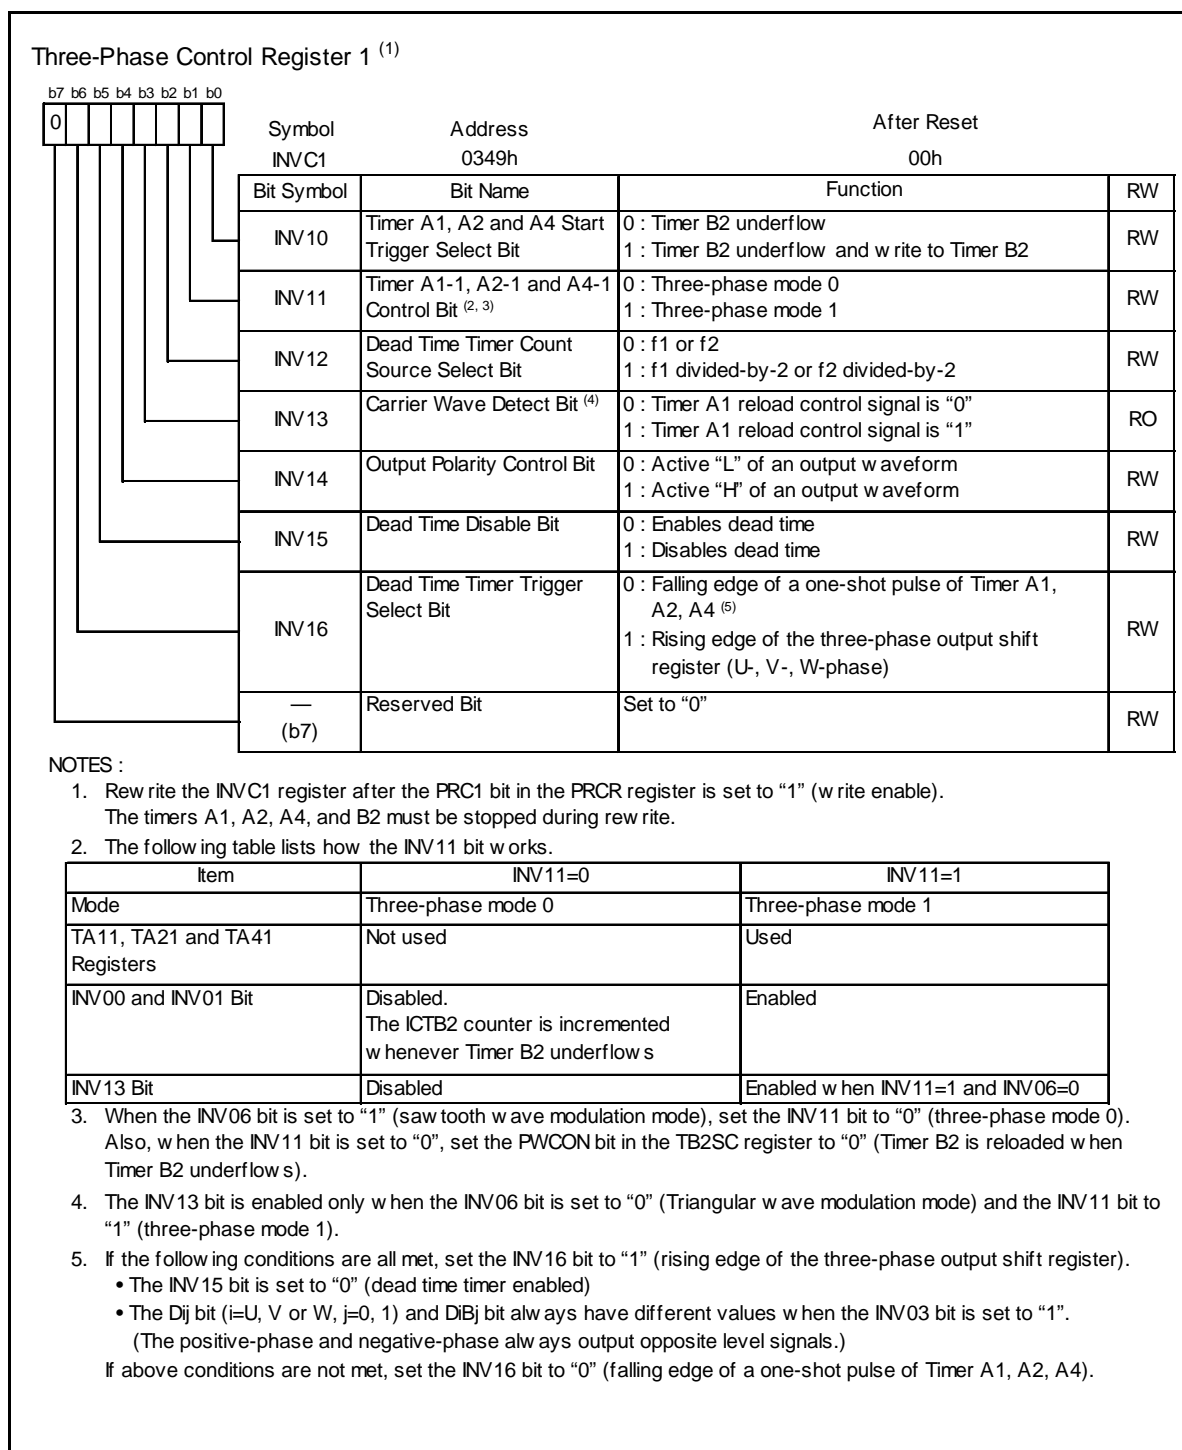 Three-Phase Control Register 1 (1)
b7 b6 b5 b4 b3 b2 b1 b0
0
Symbol Address After Reset
INVC1 0349h 00h
Bit Symbol Bit Name Function RW
INV10 Timer A1, A2 and A4 Start Trigger Select Bit 0 : Timer B2 underflow RW
1 : Timer B2 underflow and write to Timer B2
INV11 Timer A1-1, A2-1 and A4-1 Control Bit (2, 3) 0 : Three-phase mode 0 RW
1 : Three-phase mode 1
INV12 Dead Time Timer Count Source Select Bit 0 : f1 or f2 RW
1 : f1 divided-by-2 or f2 divided-by-2
INV13 Carrier Wave Detect Bit (4) 0 : Timer A1 reload control signal is “0” RO
1 : Timer A1 reload control signal is “1”
INV14 Output Polarity Control Bit 0 : Active “L” of an output waveform RW
1 : Active “H” of an output waveform
INV15 Dead Time Disable Bit 0 : Enables dead time RW
1 : Disables dead time
INV16 Dead Time Timer Trigger Select Bit 0 : Falling edge of a one-shot pulse of Timer A1, RW
A2, A4 (5)
1 : Rising edge of the three-phase output shift
register (U-, V-, W-phase)
— (b7) Reserved Bit Set to “0” RW
NOTES :
1. Rewrite the INVC1 register after the PRC1 bit in the PRCR register is set to “1” (write enable).
The timers A1, A2, A4, and B2 must be stopped during rewrite.
2. The following table lists how the INV11 bit works.
Item INV11=0 INV11=1
Mode Three-phase mode 0 Three-phase mode 1
TA11, TA21 and TA41 Registers Not used Used
INV00 and INV01 Bit Disabled. Enabled
The ICTB2 counter is incremented
whenever Timer B2 underflows
INV13 Bit Disabled Enabled when INV11=1 and INV06=0
3. When the INV06 bit is set to “1” (sawtooth wave modulation mode), set the INV11 bit to “0” (three-phase mode 0).
Also, when the INV11 bit is set to “0”, set the PWCON bit in the TB2SC register to “0” (Timer B2 is reloaded when
Timer B2 underflows).
4. The INV13 bit is enabled only when the INV06 bit is set to “0” (Triangular wave modulation mode) and the INV11 bit to
“1” (three-phase mode 1).
5. If the following conditions are all met, set the INV16 bit to “1” (rising edge of the three-phase output shift register).
• The INV15 bit is set to “0” (dead time timer enabled)
• The Dij bit (i=U, V or W, j=0, 1) and DiBj bit always have different values when the INV03 bit is set to “1”.
(The positive-phase and negative-phase always output opposite level signals.)
If above conditions are not met, set the INV16 bit to “0” (falling edge of a one-shot pulse of Timer A1, A2, A4).